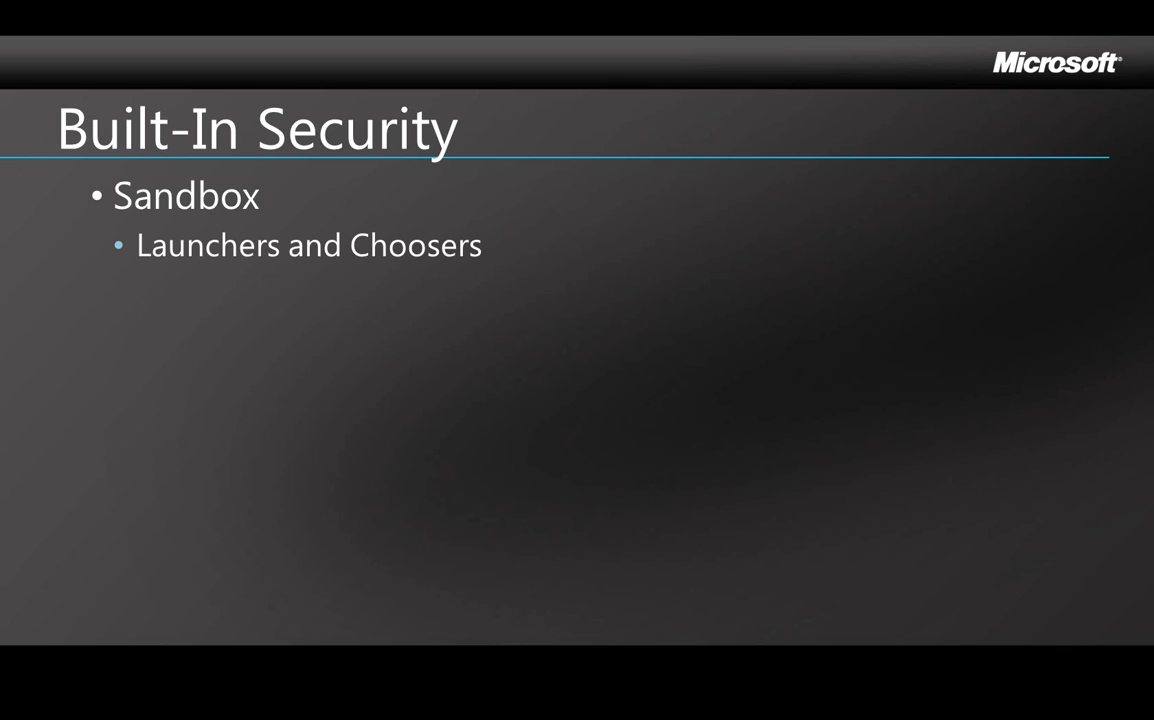 Microsoft®
Built-In Security
• Sandbox
• Launchers and Choosers